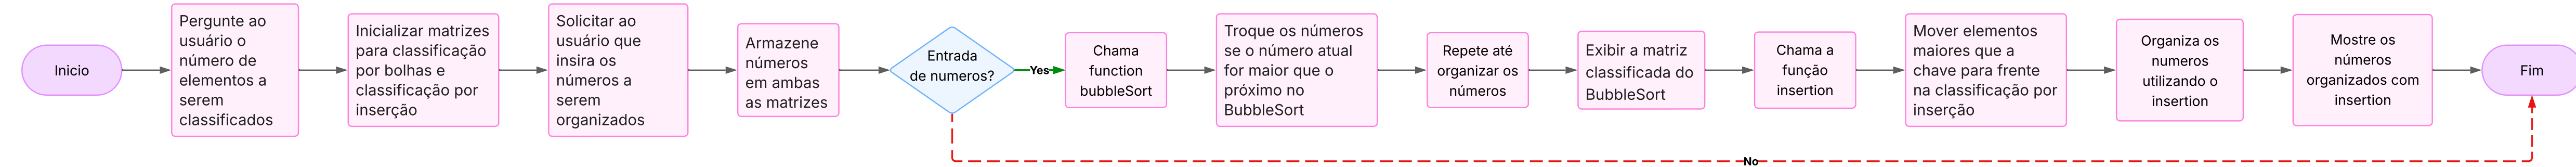 Inicio
Pergunte ao
usuário o
número de
elementos a
serem
classificados
Inicializar matrizes
para classificação
por bolhas e
classificação por
inserção
Solicitar ao
usuário que
insira os
números a
serem
organizados
Armazene
números
em ambas
as matrizes
Entrada
de numeros?
Yes
Chama
function
bubbleSort
Troque os números
se o número atual
for maior que o
próximo no
BubbleSort
Repete até
organizar os
números
Exibir a matriz
classificada do
BubbleSort
Chama a
função
insertion
Mover elementos
maiores que a
chave para frente
na classificação por
inserção
Organiza os
numeros
utilizando o
insertion
Mostre os
números
organizados com
insertion
Fim
No